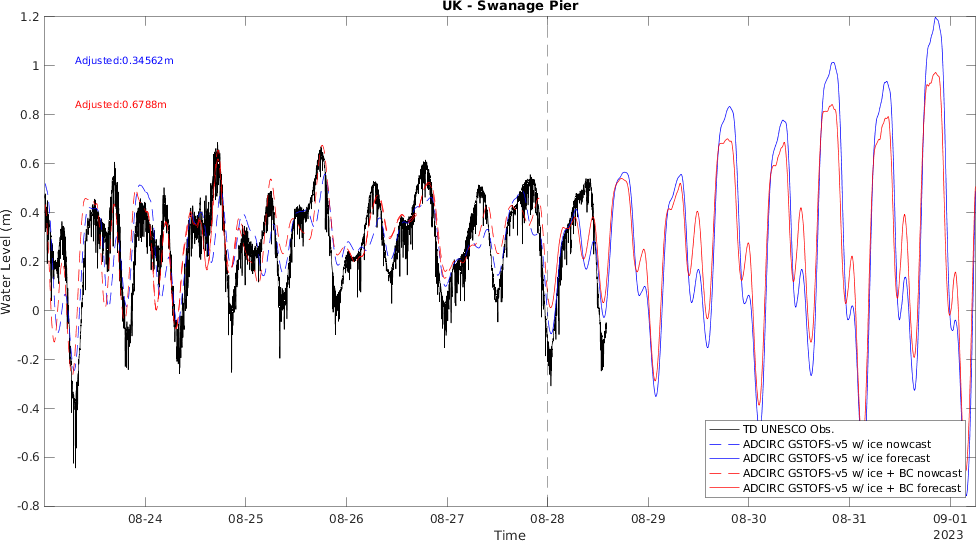 UK - Swanage Pier
1.2
1
0.8
0.6
0.4
0.2
0
-0.2
-0.4
-0.6
-0.8
Water Level (m)
Adjusted:0.34562m
Adjusted:0.6788m
TD UNESCO Obs.
ADCIRC GSTOFS-v5 w/ ice nowcast
ADCIRC GSTOFS-v5 w/ ice forecast
ADCIRC GSTOFS-v5 w/ ice + BC nowcast
ADCIRC GSTOFS-v5 w/ ice + BC forecast
08-24 08-25 08-26 08-27 08-28 08-29 08-30 08-31 09-01
2023
Time